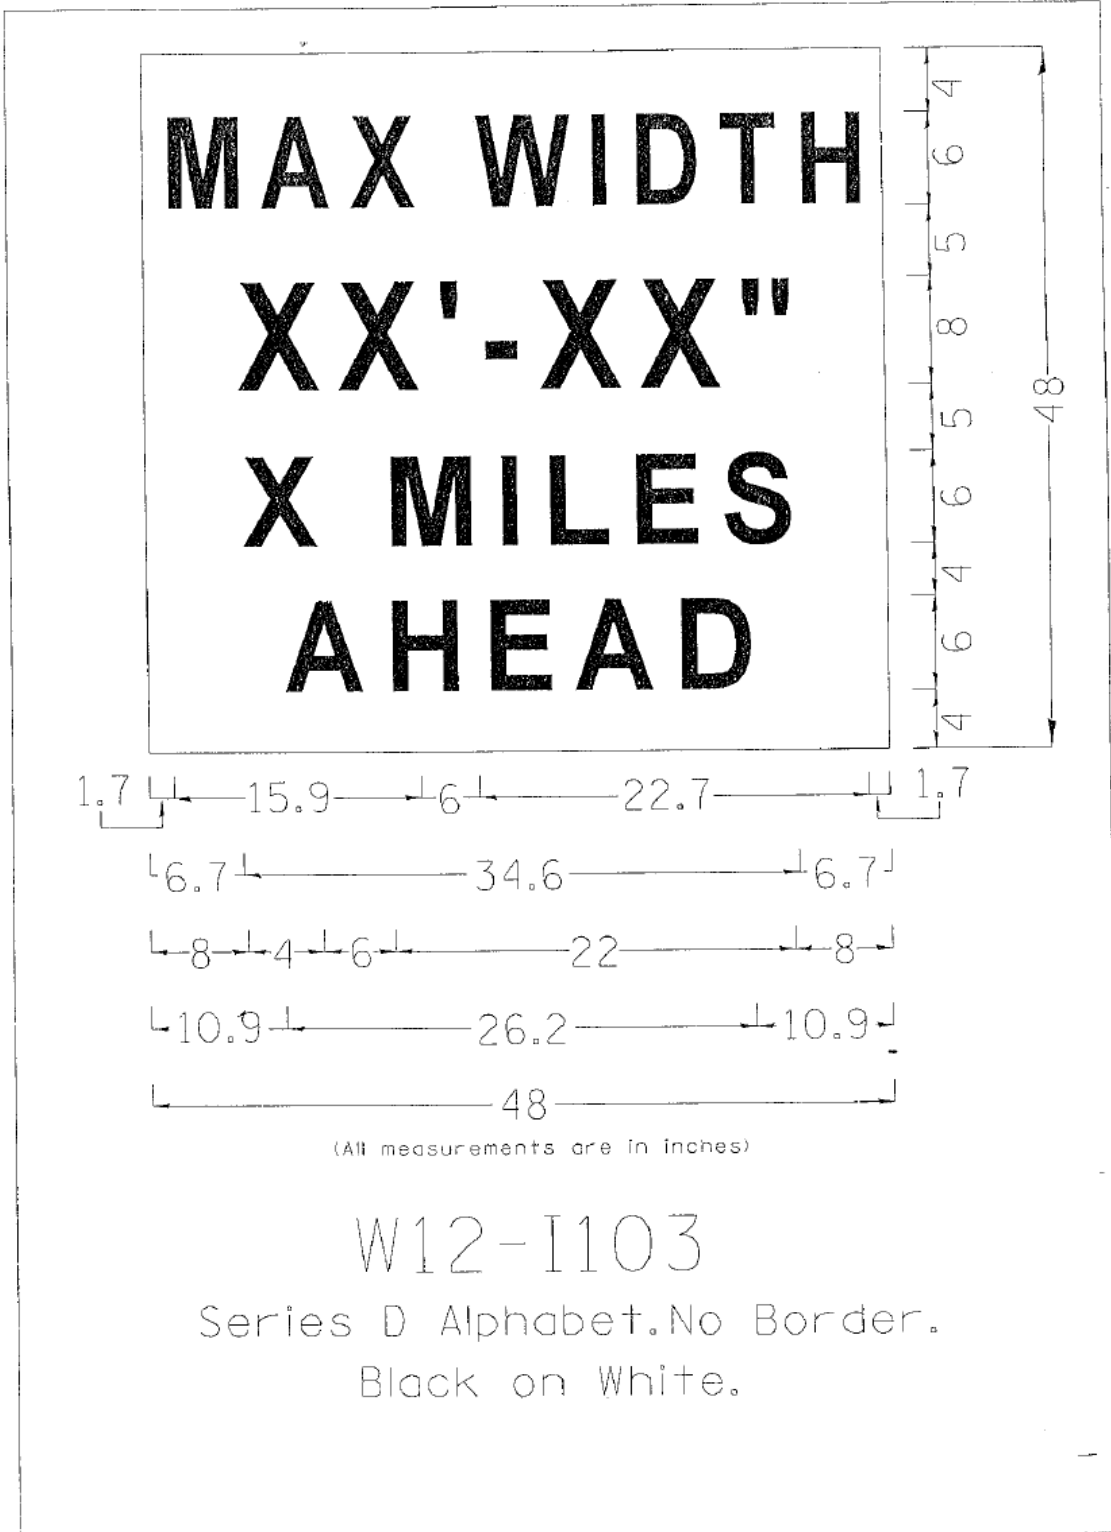 MAX WIDTH
XX'-XX"
X MILES
AHEAD
4
6
5
8
5
6
4
6
4
48
1.7 15.9 6 22.7 1.7
6.7 34.6 6.7
8 4 6 22 8
10.9 26.2 10.9
48
(All measurements are in inches)
W12-I103
Series D Alphabet. No Border.
Black on White.